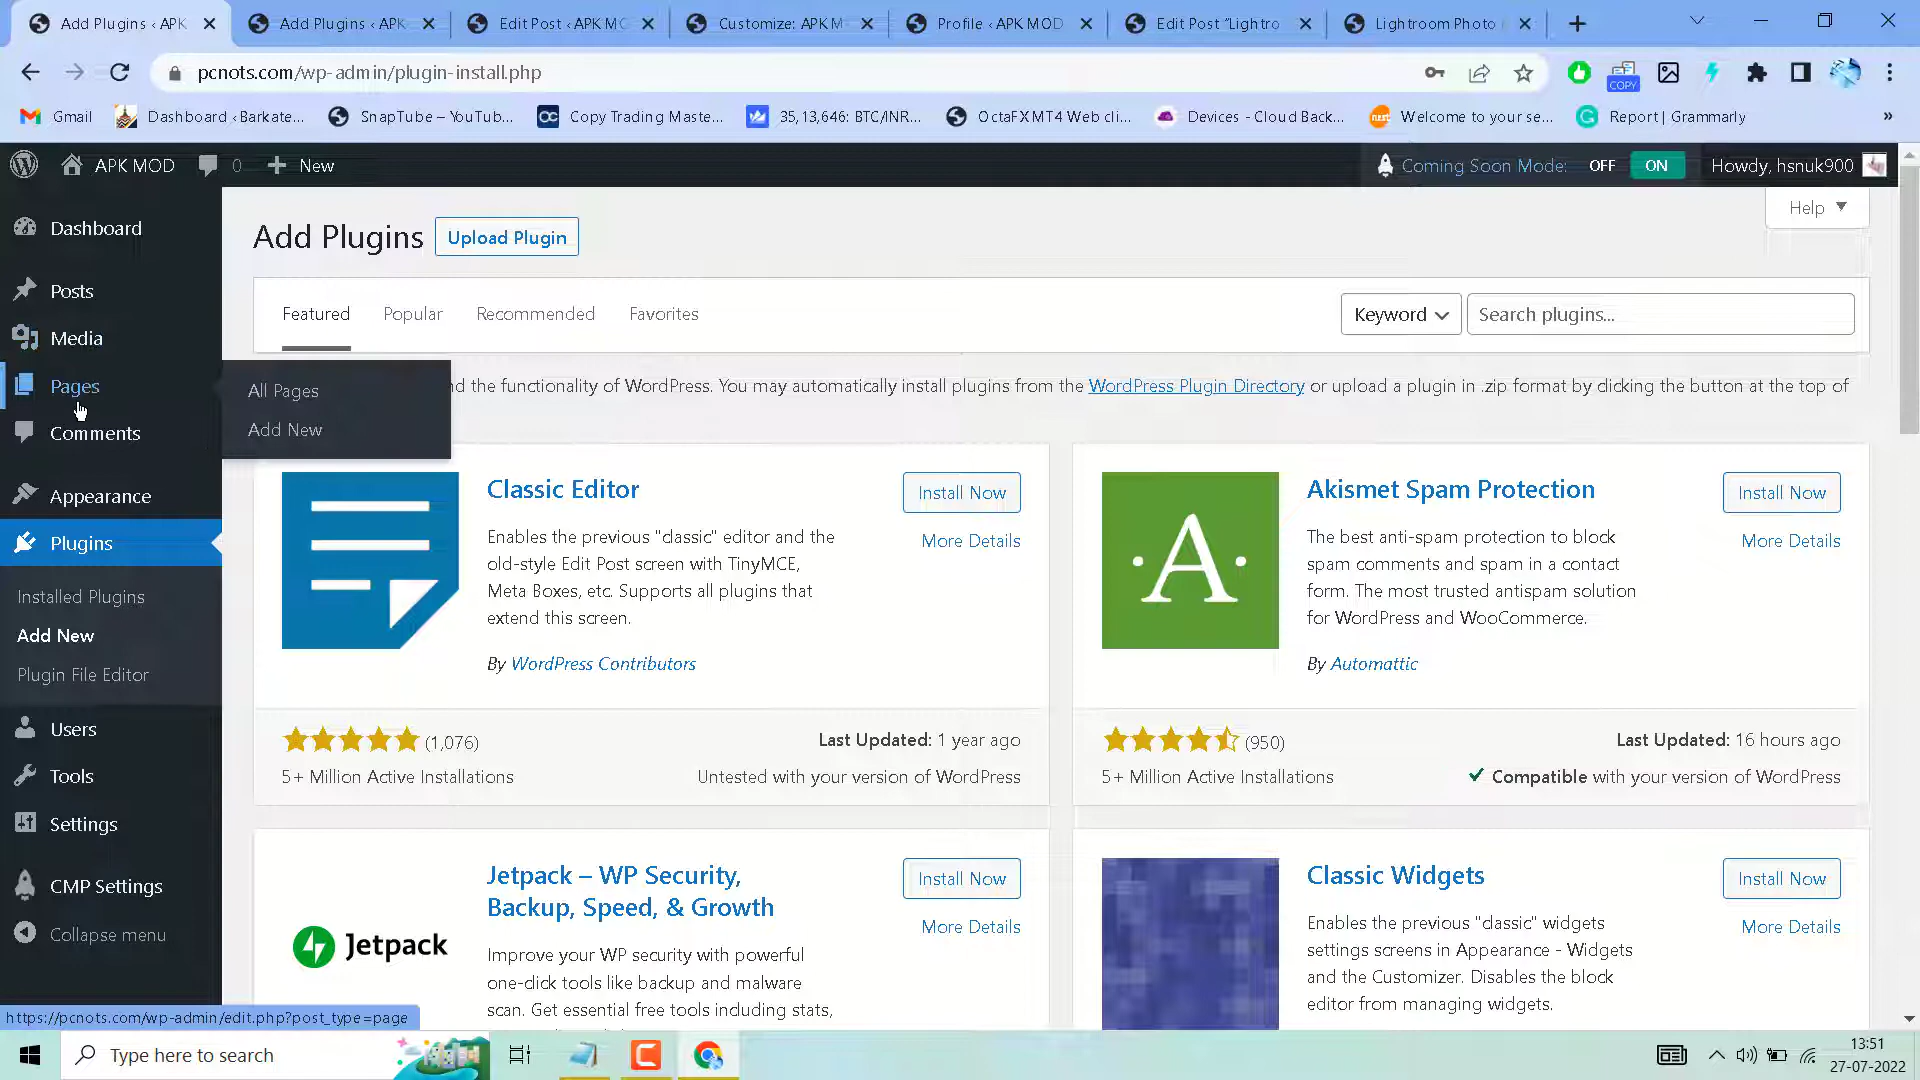 Add Plugins ‹ APK
Add Plugins ‹ APK
Edit Post ‹ APK MO
Customize: APK M
Profile ‹ APK MOD
Edit Post "Lightro
Lightroom Photo
pcnots.com/wp-admin/plugin-install.php
COPY
Gmail
Dashboard ‹ Barkate...
SnapTube – YouTub...
CC Copy Trading Maste...
35,13,646: BTC/INR...
OctaFX MT4 Web cli...
Devices - Cloud Back...
Welcome to your se...
Report | Grammarly
»
APK MOD
0
New
Coming Soon Mode: OFF ON
Howdy, hsnuk900
Dashboard
Posts
Media
Pages
Comments
Appearance
Plugins
Installed Plugins
Add New
Plugin File Editor
Users
Tools
Settings
CMP Settings
Collapse menu
All Pages
Add New
Help
Add Plugins
Upload Plugin
Featured
Popular
Recommended
Favorites
Keyword
Search plugins...
nd the functionality of WordPress. You may automatically install plugins from the WordPress Plugin Directory or upload a plugin in .zip format by clicking the button at the top of
Classic Editor
Install Now
More Details
Enables the previous "classic" editor and the
old-style Edit Post screen with TinyMCE,
Meta Boxes, etc. Supports all plugins that
extend this screen.
By WordPress Contributors
(1,076)
Last Updated: 1 year ago
5+ Million Active Installations
Untested with your version of WordPress
A
Akismet Spam Protection
Install Now
More Details
The best anti-spam protection to block
spam comments and spam in a contact
form. The most trusted antispam solution
for WordPress and WooCommerce.
By Automattic
(950)
Last Updated: 16 hours ago
5+ Million Active Installations
Compatible with your version of WordPress
Jetpack
Jetpack – WP Security,
Backup, Speed, & Growth
Install Now
More Details
Improve your WP security with powerful
one-click tools like backup and malware
scan. Get essential free tools including stats,
Classic Widgets
Install Now
More Details
Enables the previous "classic" widgets
settings screens in Appearance - Widgets
and the Customizer. Disables the block
editor from managing widgets.
https://pcnots.com/wp-admin/edit.php?post_type=page
Type here to search
13:51
27-07-2022